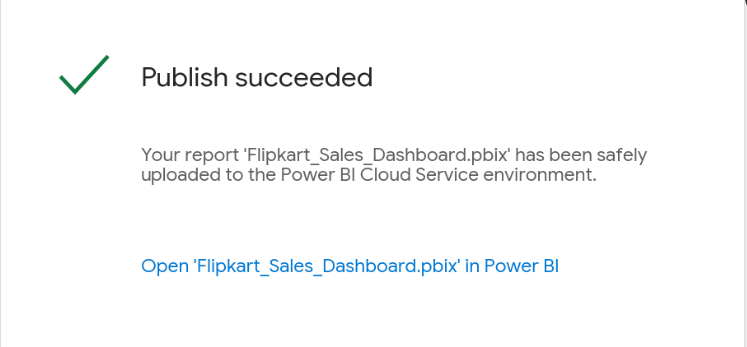 Publish succeeded
Your report 'Flipkart_Sales_Dashboard.pbix' has been safely
uploaded to the Power BI Cloud Service environment.
Open 'Flipkart_Sales_Dashboard.pbix' in Power BI